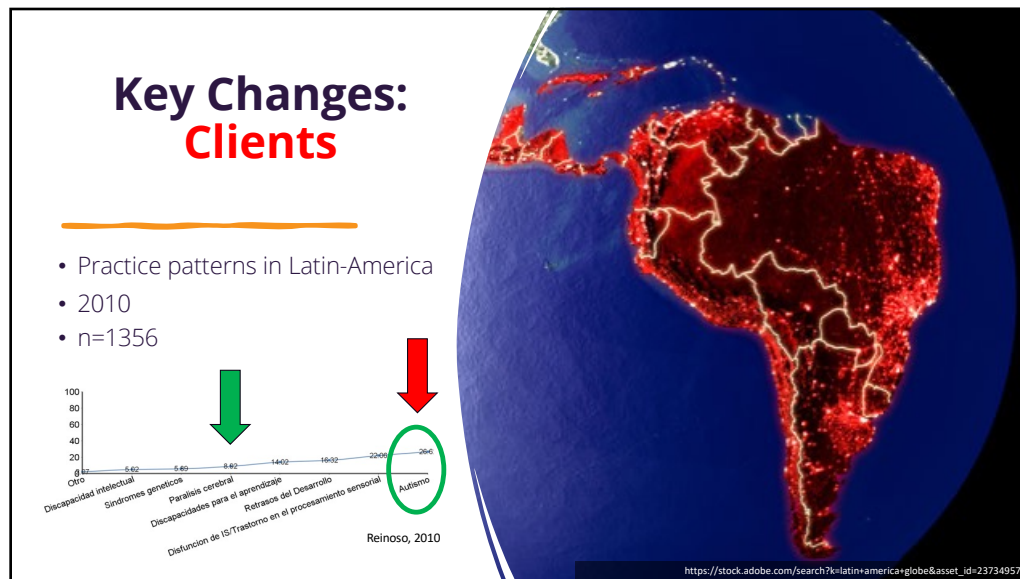 Key Changes:
Clients
• Practice patterns in Latin-America
• 2010
• n=1356
100
80
60
40
20
0
5.02
5.69
8.62
14.02
16.32
22.08
26.6
Otro
Discapacidad intelectual
Sindromes geneticos
Paralisis cerebral
Discapacidades para el aprendizaje
Retrasos del Desarrollo
Disfuncion de IS/Trastorno en el procesamiento sensorial
Autismo
Reinoso, 2010
https://stock.adobe.com/search?k=latin+america+globe&asset_id=23734957